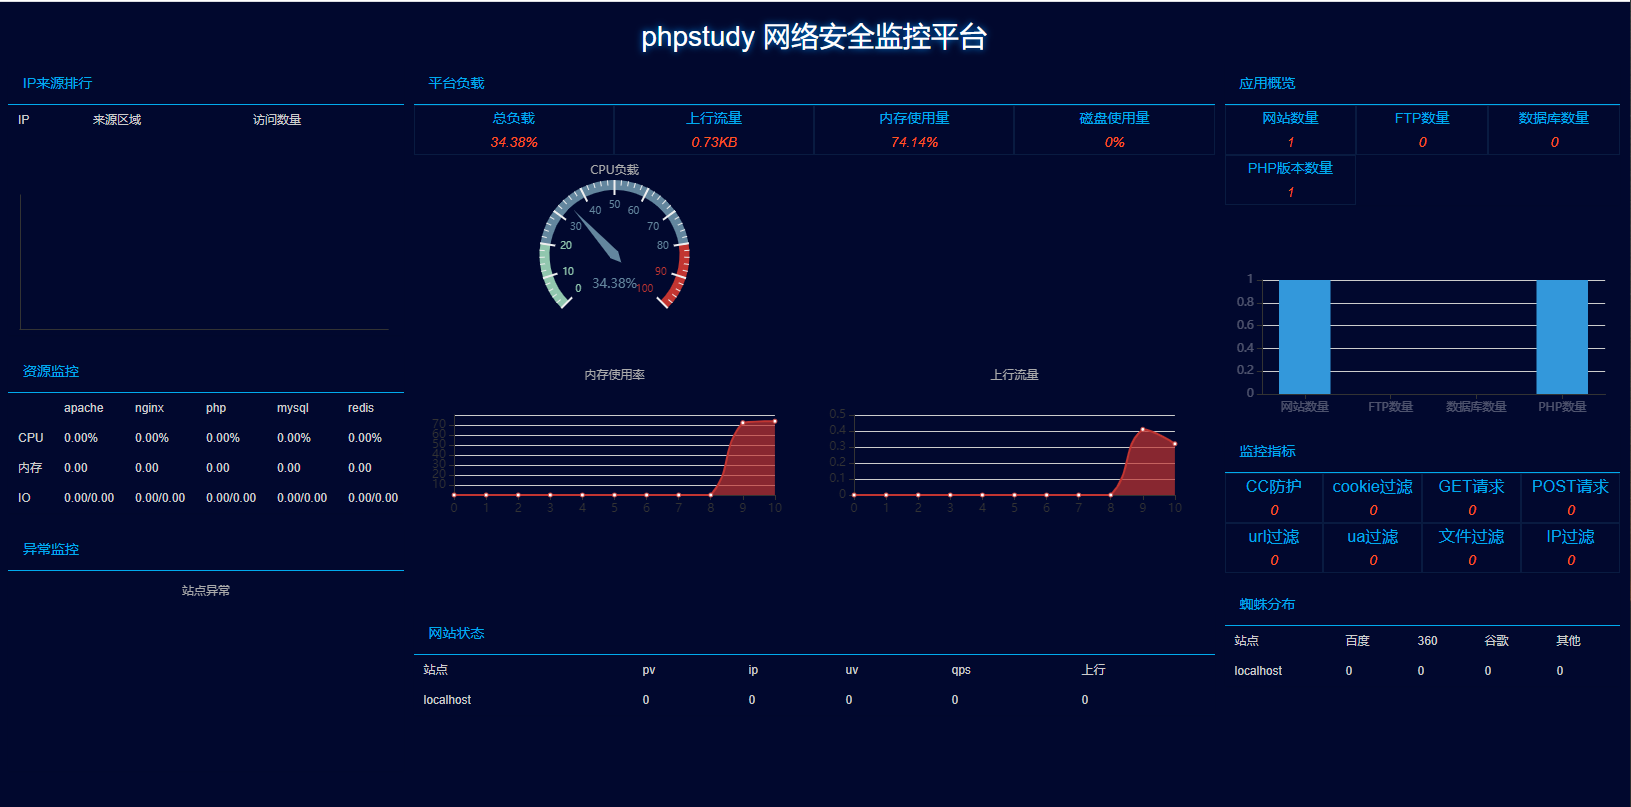 phpstudy 网络安全监控平台
IP来源排行
IP 来源区域 访问数量
资源监控
apache nginx php mysql redis
CPU 0.00% 0.00% 0.00% 0.00% 0.00%
内存 0.00 0.00 0.00 0.00 0.00
IO 0.00/0.00 0.00/0.00 0.00/0.00 0.00/0.00 0.00/0.00
异常监控
站点异常
平台负载
总负载 上行流量 内存使用量 磁盘使用量
34.38% 0.73KB 74.14% 0%
CPU负载
0 10 20 30 40 50 60 70 80 90 100
34.38%
内存使用率
70
60
50
40
30
20
10
0 1 2 3 4 5 6 7 8 9 10
上行流量
0.5
0.4
0.3
0.2
0.1
0
0 1 2 3 4 5 6 7 8 9 10
网站状态
站点 pv ip uv qps 上行
localhost 0 0 0 0 0
应用概览
网站数量 FTP数量 数据库数量
1 0 0
PHP版本数量
1
1
0.8
0.6
0.4
0.2
0
网站数量 FTP数量 数据库数量 PHP数量
监控指标
CC防护 cookie过滤 GET请求 POST请求
0 0 0 0
url过滤 ua过滤 文件过滤 IP过滤
0 0 0 0
蜘蛛分布
站点 百度 360 谷歌 其他
localhost 0 0 0 0